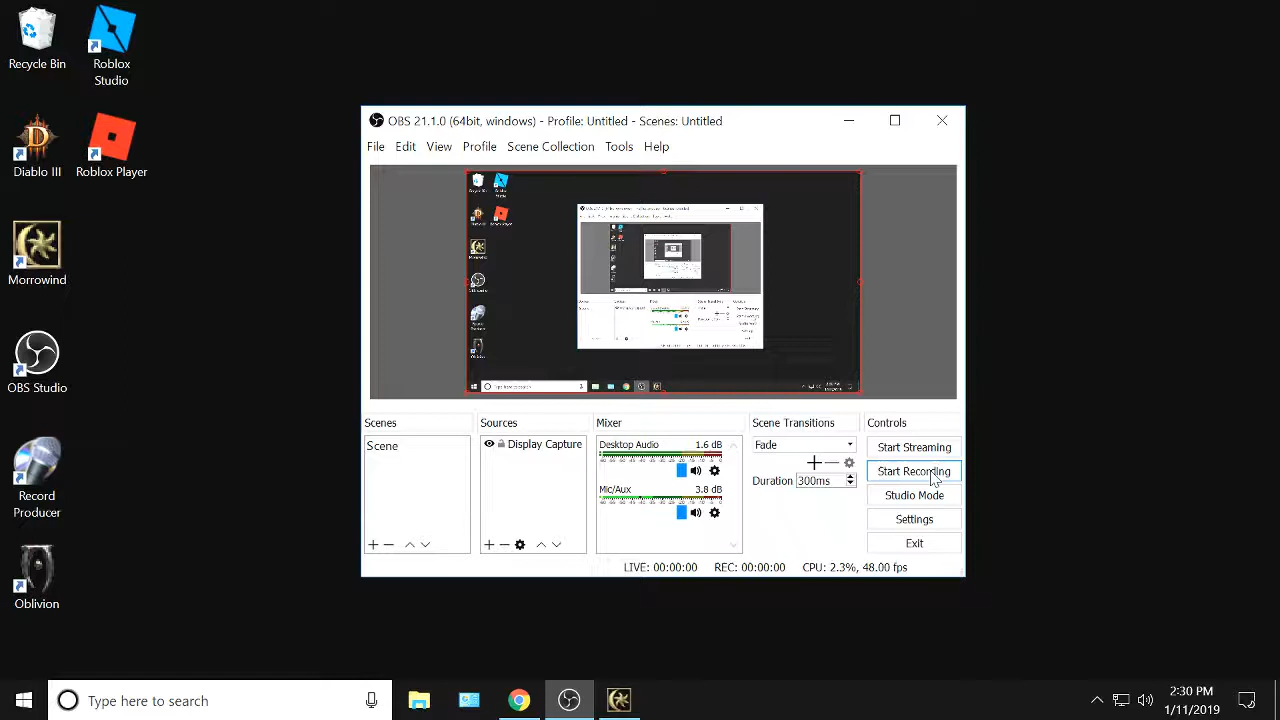 Recycle Bin
Roblox
Studio
Diablo III
Roblox Player
Morrowind
OBS Studio
Record
Producer
Oblivion
OBS 21.1.0 (64bit, windows) - Profile: Untitled - Scenes: Untitled
File Edit View Profile Scene Collection Tools Help
Scenes
Scene
Sources
Display Capture
Mixer
Desktop Audio 1.6 dB
Mic/Aux 3.8 dB
Scene Transitions
Fade
Duration 300ms
Controls
Start Streaming
Start Recording
Studio Mode
Settings
Exit
LIVE: 00:00:00 REC: 00:00:00 CPU: 2.3%, 48.00 fps
Type here to search
3:30 PM
1/11/2019